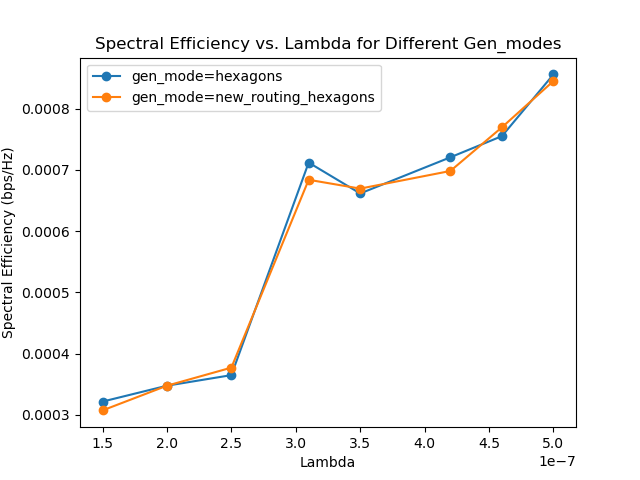 Spectral Efficiency vs. Lambda for Different Gen_modes
gen_mode=hexagons
gen_mode=new_routing_hexagons
Spectral Efficiency (bps/Hz)
0.0008
0.0007
0.0006
0.0005
0.0004
0.0003
1.5 2.0 2.5 3.0 3.5 4.0 4.5 5.0
1e−7
Lambda